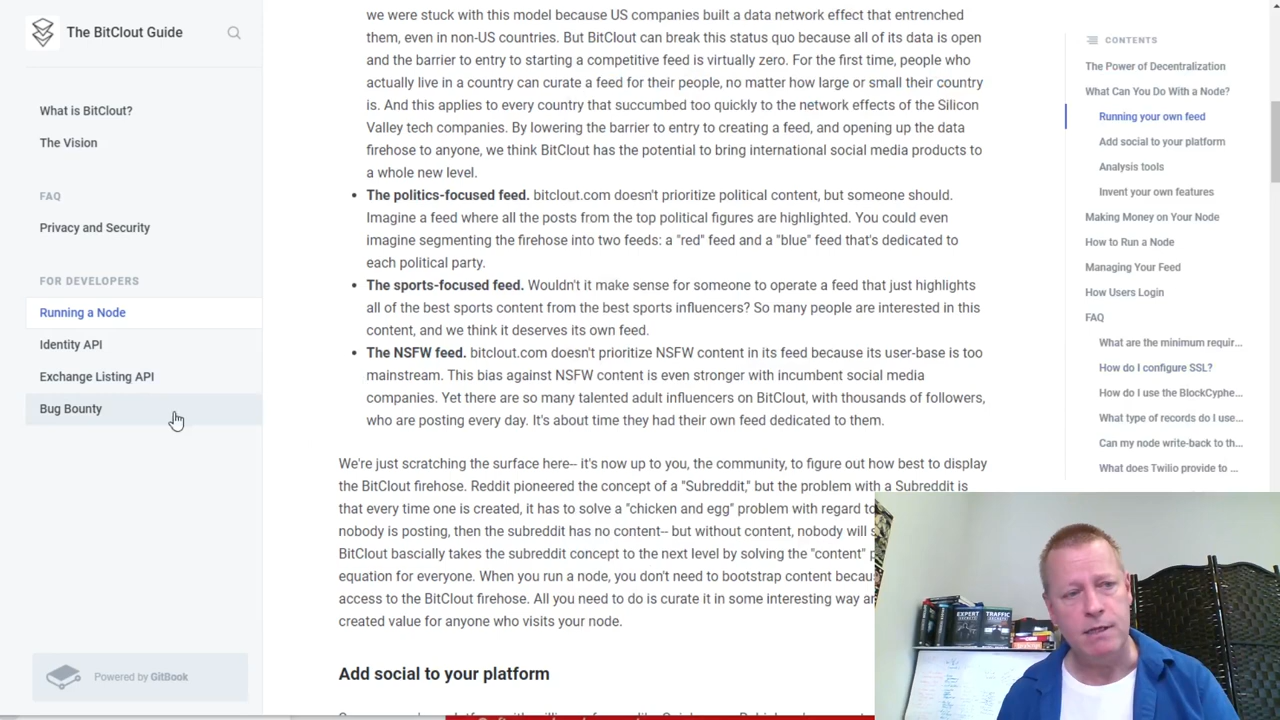 The BitClout Guide
What is BitClout?
The Vision
FAQ
Privacy and Security
FOR DEVELOPERS
Running a Node
Identity API
Exchange Listing API
Bug Bounty
Powered by GitBook
we were stuck with this model because US companies built a data network effect that entrenched
them, even in non-US countries. But BitClout can break this status quo because all of its data is open
and the barrier to entry to starting a competitive feed is virtually zero. For the first time, people who
actually live in a country can curate a feed for their people, no matter how large or small their country
is. And this applies to every country that succumbed too quickly to the network effects of the Silicon
Valley tech companies. By lowering the barrier to entry to creating a feed, and opening up the data
firehose to anyone, we think BitClout has the potential to bring international social media products to
a whole new level.
• The politics-focused feed. bitclout.com doesn't prioritize political content, but someone should.
Imagine a feed where all the posts from the top political figures are highlighted. You could even
imagine segmenting the firehose into two feeds: a "red" feed and a "blue" feed that's dedicated to
each political party.
• The sports-focused feed. Wouldn't it make sense for someone to operate a feed that just highlights
all of the best sports content from the best sports influencers? So many people are interested in this
content, and we think it deserves its own feed.
• The NSFW feed. bitclout.com doesn't prioritize NSFW content in its feed because its user-base is too
mainstream. This bias against NSFW content is even stronger with incumbent social media
companies. Yet there are so many talented adult influencers on BitClout, with thousands of followers,
who are posting every day. It's about time they had their own feed dedicated to them.
We're just scratching the surface here-- it's now up to you, the community, to figure out how best to display
the BitClout firehose. Reddit pioneered the concept of a "Subreddit," but the problem with a Subreddit is
that every time one is created, it has to solve a "chicken and egg" problem with regard to
nobody is posting, then the subreddit has no content-- but without content, nobody will
BitClout bascially takes the subreddit concept to the next level by solving the "content"
equation for everyone. When you run a node, you don't need to bootstrap content
access to the BitClout firehose. All you need to do is curate it in some interesting way
created value for anyone who visits your node.
Add social to your platform
CONTENTS
The Power of Decentralization
What Can You Do With a Node?
Running your own feed
Add social to your platform
Analysis tools
Invent your own features
Making Money on Your Node
How to Run a Node
Managing Your Feed
How Users Login
FAQ
What are the minimum requir...
How do I configure SSL?
How do I use the BlockCyphe...
What type of records do I use...
Can my node write-back to th...
What does Twilio provide to ...
EXPERT
SECRETS
TRAFFIC
SECRETS